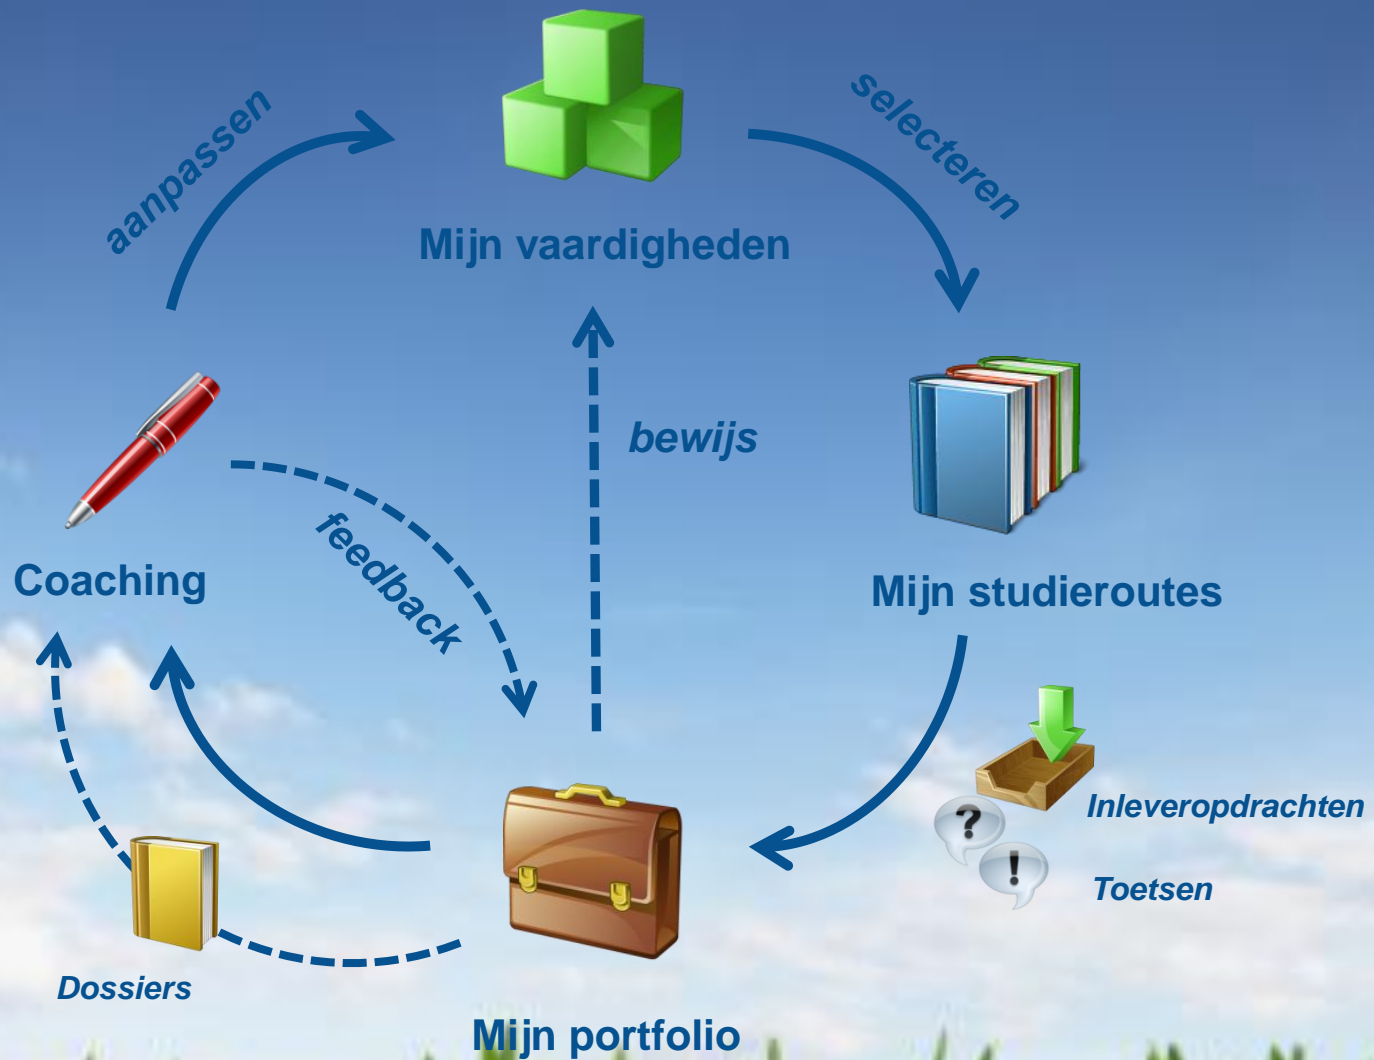 aanpassen
selecteren
Mijn vaardigheden
bewijs
feedback
Coaching
Mijn studieroutes
?
!
Inleveropdrachten
Toetsen
Dossiers
Mijn portfolio